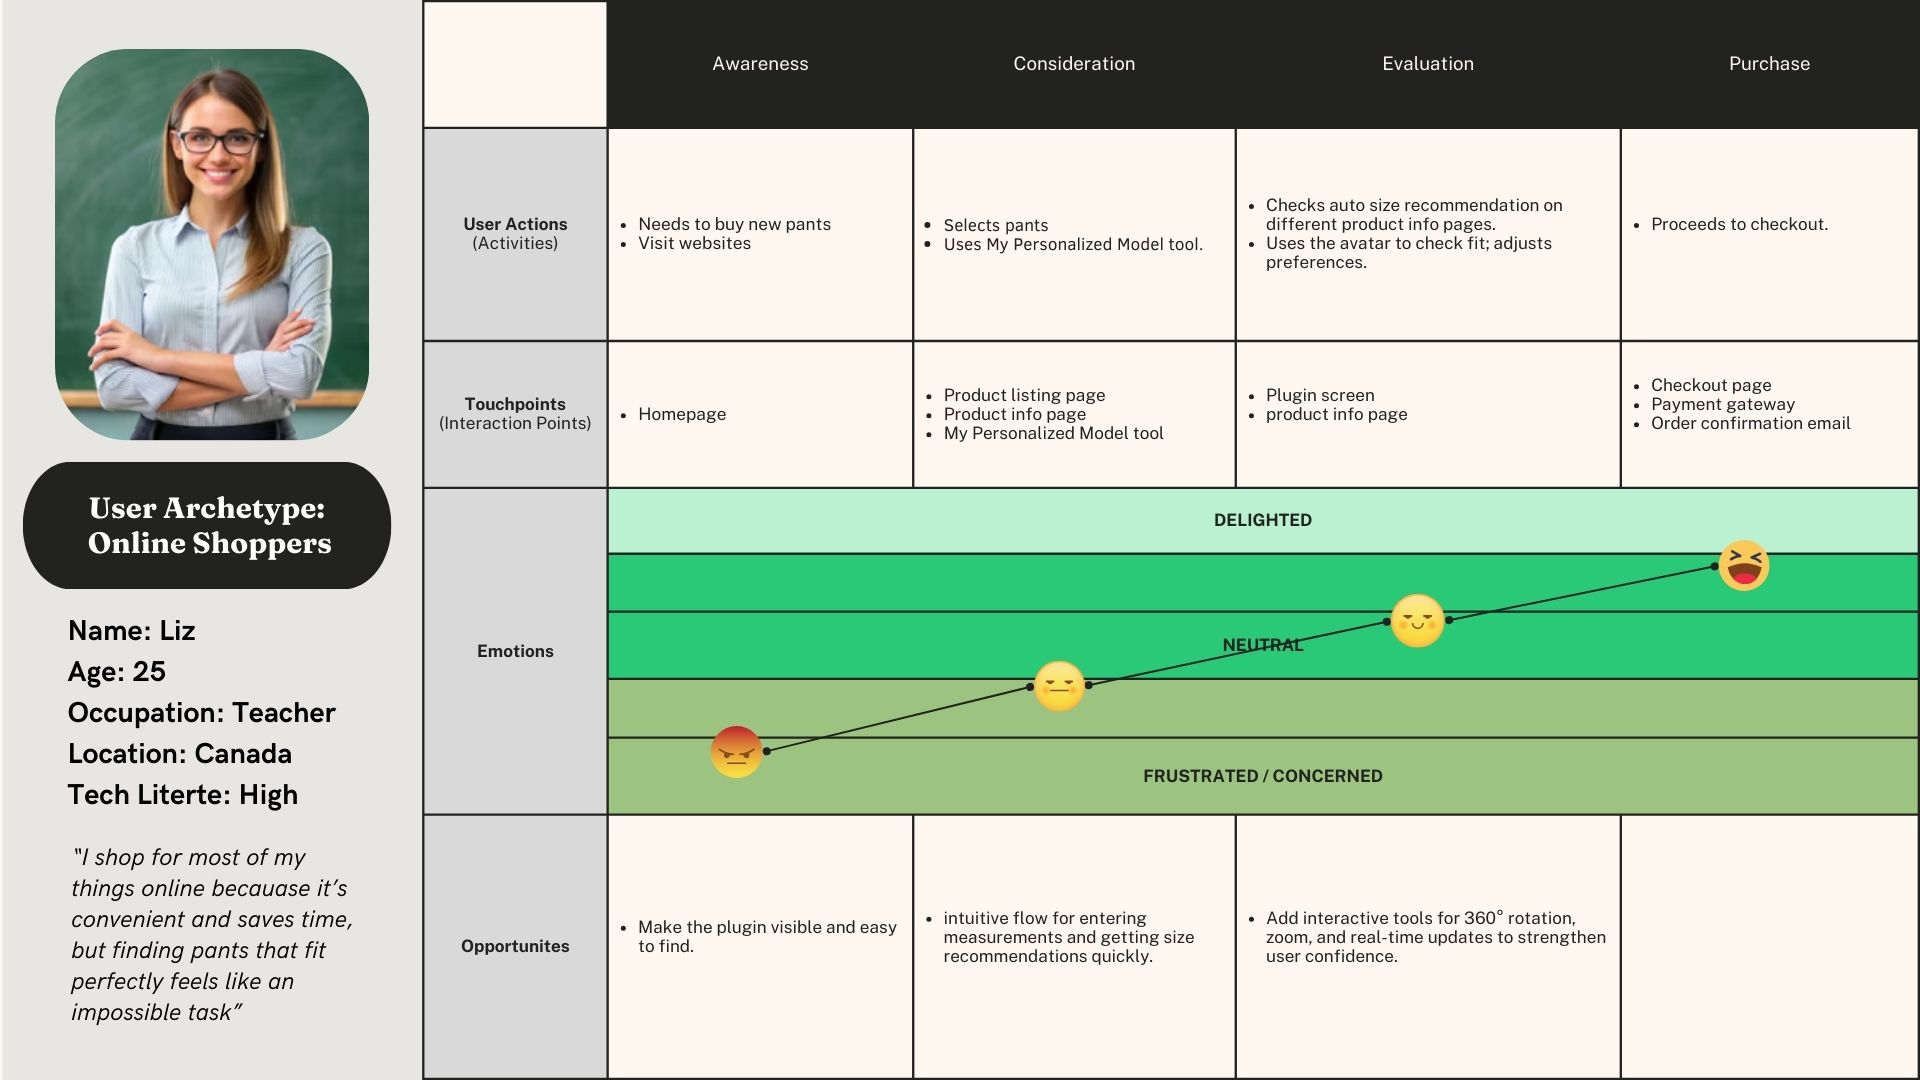 User Archetype:
Online Shoppers
Name: Liz
Age: 25
Occupation: Teacher
Location: Canada
Tech Literte: High
“I shop for most of my
things online becauase it’s
convenient and saves time,
but finding pants that fit
perfectly feels like an
impossible task”
Awareness
Consideration
Evaluation
Purchase
User Actions
(Activities)
• Needs to buy new pants
• Visit websites
• Selects pants
• Uses My Personalized Model tool.
• Checks auto size recommendation on
different product info pages.
• Uses the avatar to check fit; adjusts
preferences.
• Proceeds to checkout.
Touchpoints
(Interaction Points)
• Homepage
• Product listing page
• Product info page
• My Personalized Model tool
• Plugin screen
• product info page
• Checkout page
• Payment gateway
• Order confirmation email
Emotions
DELIGHTED
NEUTRAL
FRUSTRATED / CONCERNED
Opportunites
• Make the plugin visible and easy
to find.
• intuitive flow for entering
measurements and getting size
recommendations quickly.
• Add interactive tools for 360° rotation,
zoom, and real-time updates to strengthen
user confidence.